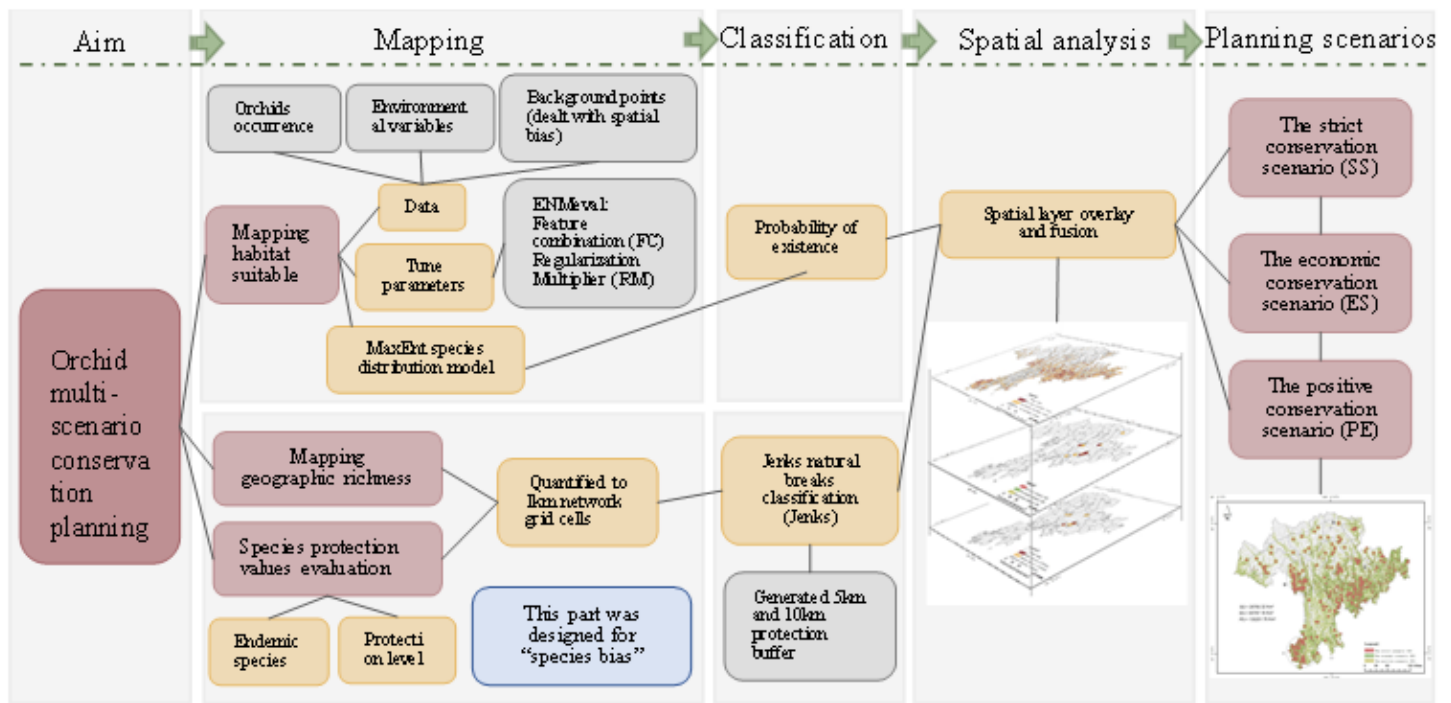 Aim
Mapping
Classification
Spatial analysis
Planning scenarios
Orchids
occurrence
Environment
al variables
Background points
(dealt with spatial
bias)
Data
Mapping
habitat
suitable
Tune
parameters
ENMeval:
Feature
combination (FC)
Regularization
Multiplier (RM)
MaxEnt species
distribution model
Probability of
existence
Spatial layer overlay
and fusion
The strict
conservation
scenario (SS)
The economic
conservation
scenario (ES)
The positive
conservation
scenario (PE)
Orchid
multi-
scenario
conserva
tion
planning
Mapping
geographic richness
Species protection
values evaluation
Endemic
species
Protecti
on level
Quantified to
1km network
grid cells
This part was
designed for
“species bias”
Jenks natural
breaks
classification
(Jenks)
Generated 5km
and 10km
protection
buffer